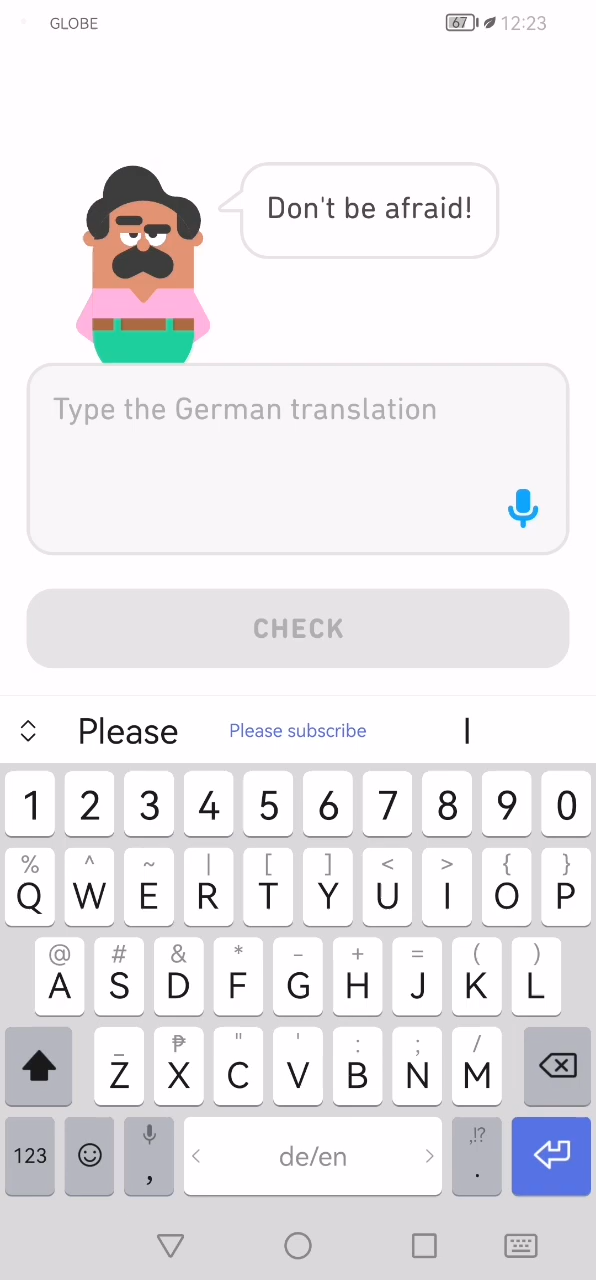 GLOBE 67 12:23
Don't be afraid!
Type the German translation
CHECK
Please Please subscribe I
1 2 3 4 5 6 7 8 9 0
% ^ ~ | [ ] < > { }
Q W E R T Y U I O P
@ # & * - + = ( )
A S D F G H J K L
_ ₱ " ' : ; /
Z X C V B N M
123 , < de/en > ,!? .